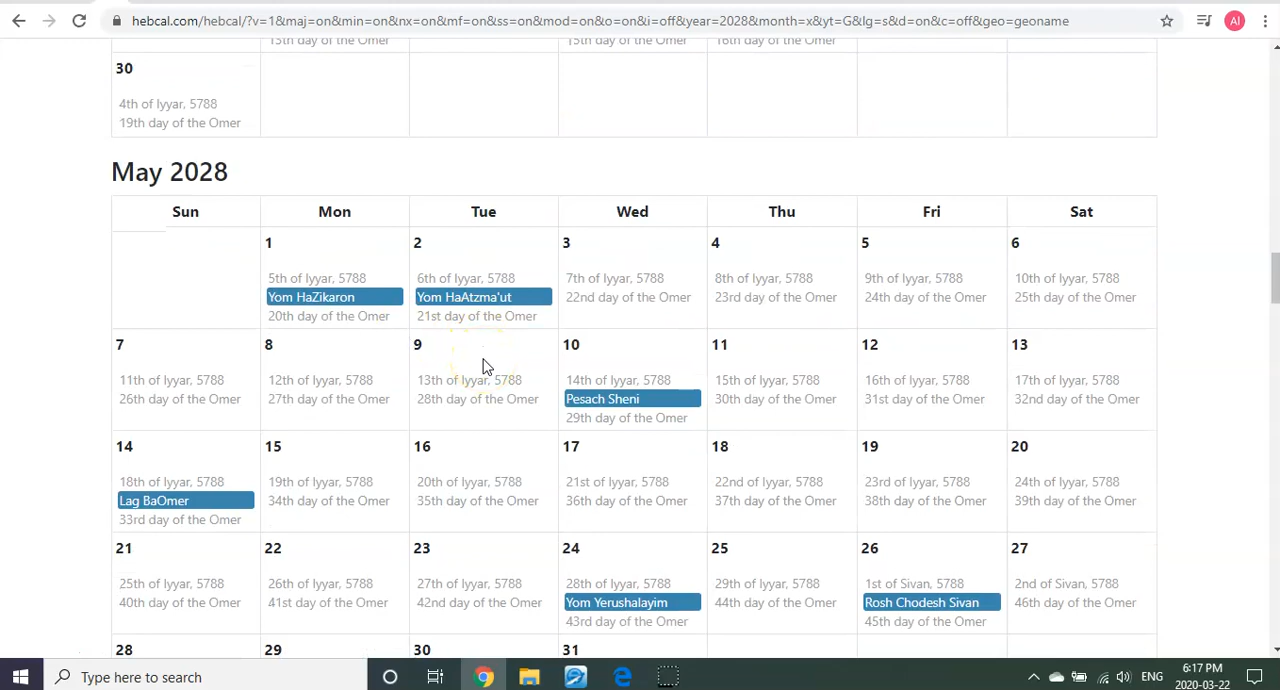 hebcal.com/hebcal/?v=1&maj=on&min=on&nx=on&mf=on&ss=on&mod=on&o=on&i=off&year=2028&month=x&yt=G&lg=s&d=on&c=off&geo=geoname
AI
13th day of the Omer 15th day of the Omer 16th day of the Omer
30
4th of Iyyar, 5788
19th day of the Omer
May 2028
Sun Mon Tue Wed Thu Fri Sat
1 2 3 4 5 6
5th of Iyyar, 5788 6th of Iyyar, 5788 7th of Iyyar, 5788 8th of Iyyar, 5788 9th of Iyyar, 5788 10th of Iyyar, 5788
Yom HaZikaron Yom HaAtzma'ut 22nd day of the Omer 23rd day of the Omer 24th day of the Omer 25th day of the Omer
20th day of the Omer 21st day of the Omer
7 8 9 10 11 12 13
11th of Iyyar, 5788 12th of Iyyar, 5788 13th of Iyyar, 5788 14th of Iyyar, 5788 15th of Iyyar, 5788 16th of Iyyar, 5788 17th of Iyyar, 5788
26th day of the Omer 27th day of the Omer 28th day of the Omer Pesach Sheni 30th day of the Omer 31st day of the Omer 32nd day of the Omer
29th day of the Omer
14 15 16 17 18 19 20
18th of Iyyar, 5788 19th of Iyyar, 5788 20th of Iyyar, 5788 21st of Iyyar, 5788 22nd of Iyyar, 5788 23rd of Iyyar, 5788 24th of Iyyar, 5788
Lag BaOmer 34th day of the Omer 35th day of the Omer 36th day of the Omer 37th day of the Omer 38th day of the Omer 39th day of the Omer
33rd day of the Omer
21 22 23 24 25 26 27
25th of Iyyar, 5788 26th of Iyyar, 5788 27th of Iyyar, 5788 28th of Iyyar, 5788 29th of Iyyar, 5788 1st of Sivan, 5788 2nd of Sivan, 5788
40th day of the Omer 41st day of the Omer 42nd day of the Omer Yom Yerushalayim 44th day of the Omer Rosh Chodesh Sivan 46th day of the Omer
43rd day of the Omer 45th day of the Omer
28 29 30 31
Type here to search
ENG
6:17 PM
2020-03-22